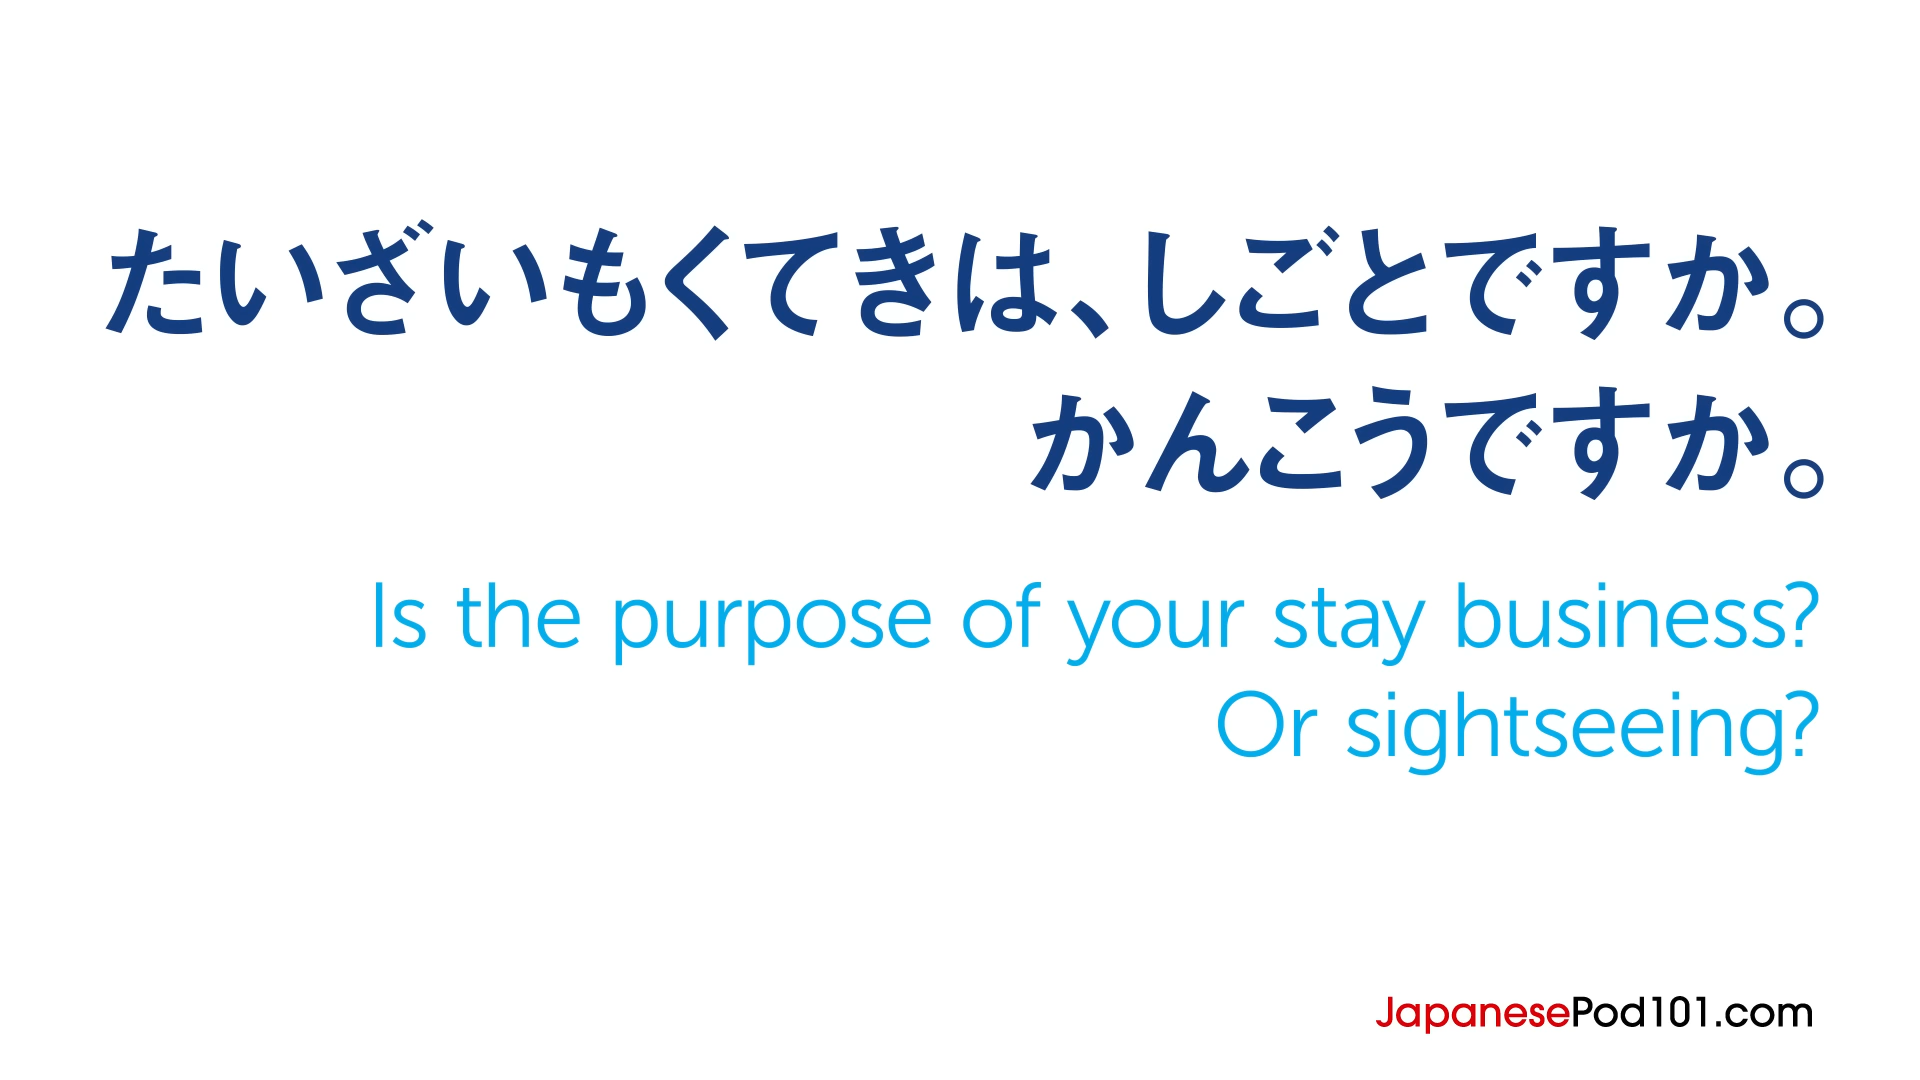 たいざいもくてきは、しごとですか。
かんこうですか。
Is the purpose of your stay business?
Or sightseeing?
JapanesePod101.com